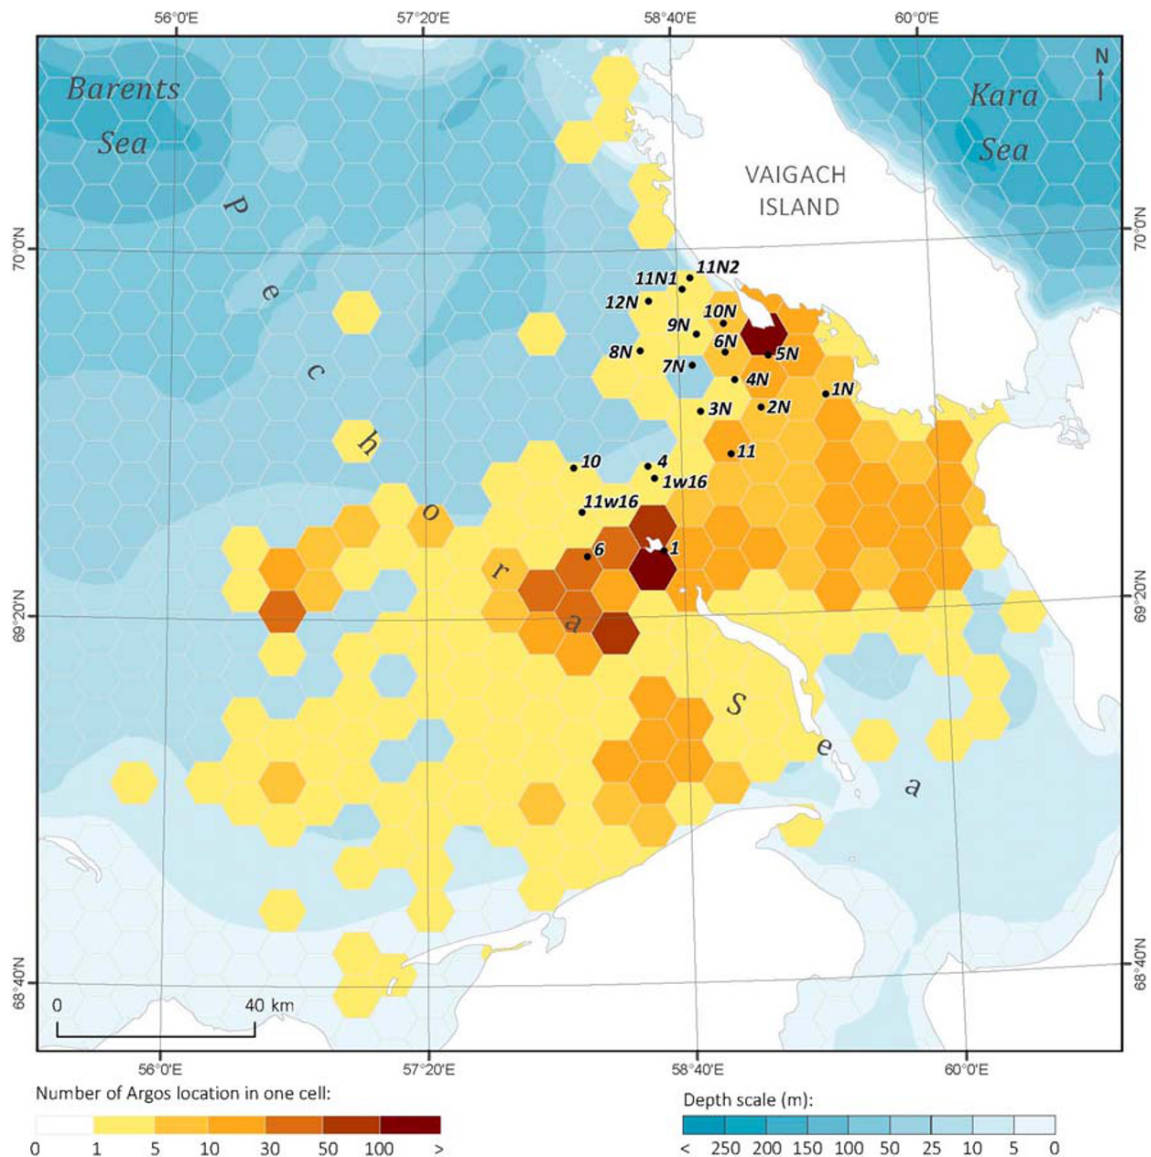 56°0'E 57°20'E 58°40'E 60°0'E
Barents
Sea
Kara
Sea
N
VAIGACH
ISLAND
70°0'N
70°0'N
Pechora Sea
11N2
11N1
12N
10N
9N
6N
8N
5N
7N
4N
1N
3N
2N
11
10
4
1w16
11w16
6
1
69°20'N
69°20'N
68°40'N
68°40'N
0 40 km
56°0'E 57°20'E 58°40'E 60°0'E
Number of Argos location in one cell:
0 1 5 10 30 50 100 >
Depth scale (m):
< 250 200 150 100 50 25 10 5 0